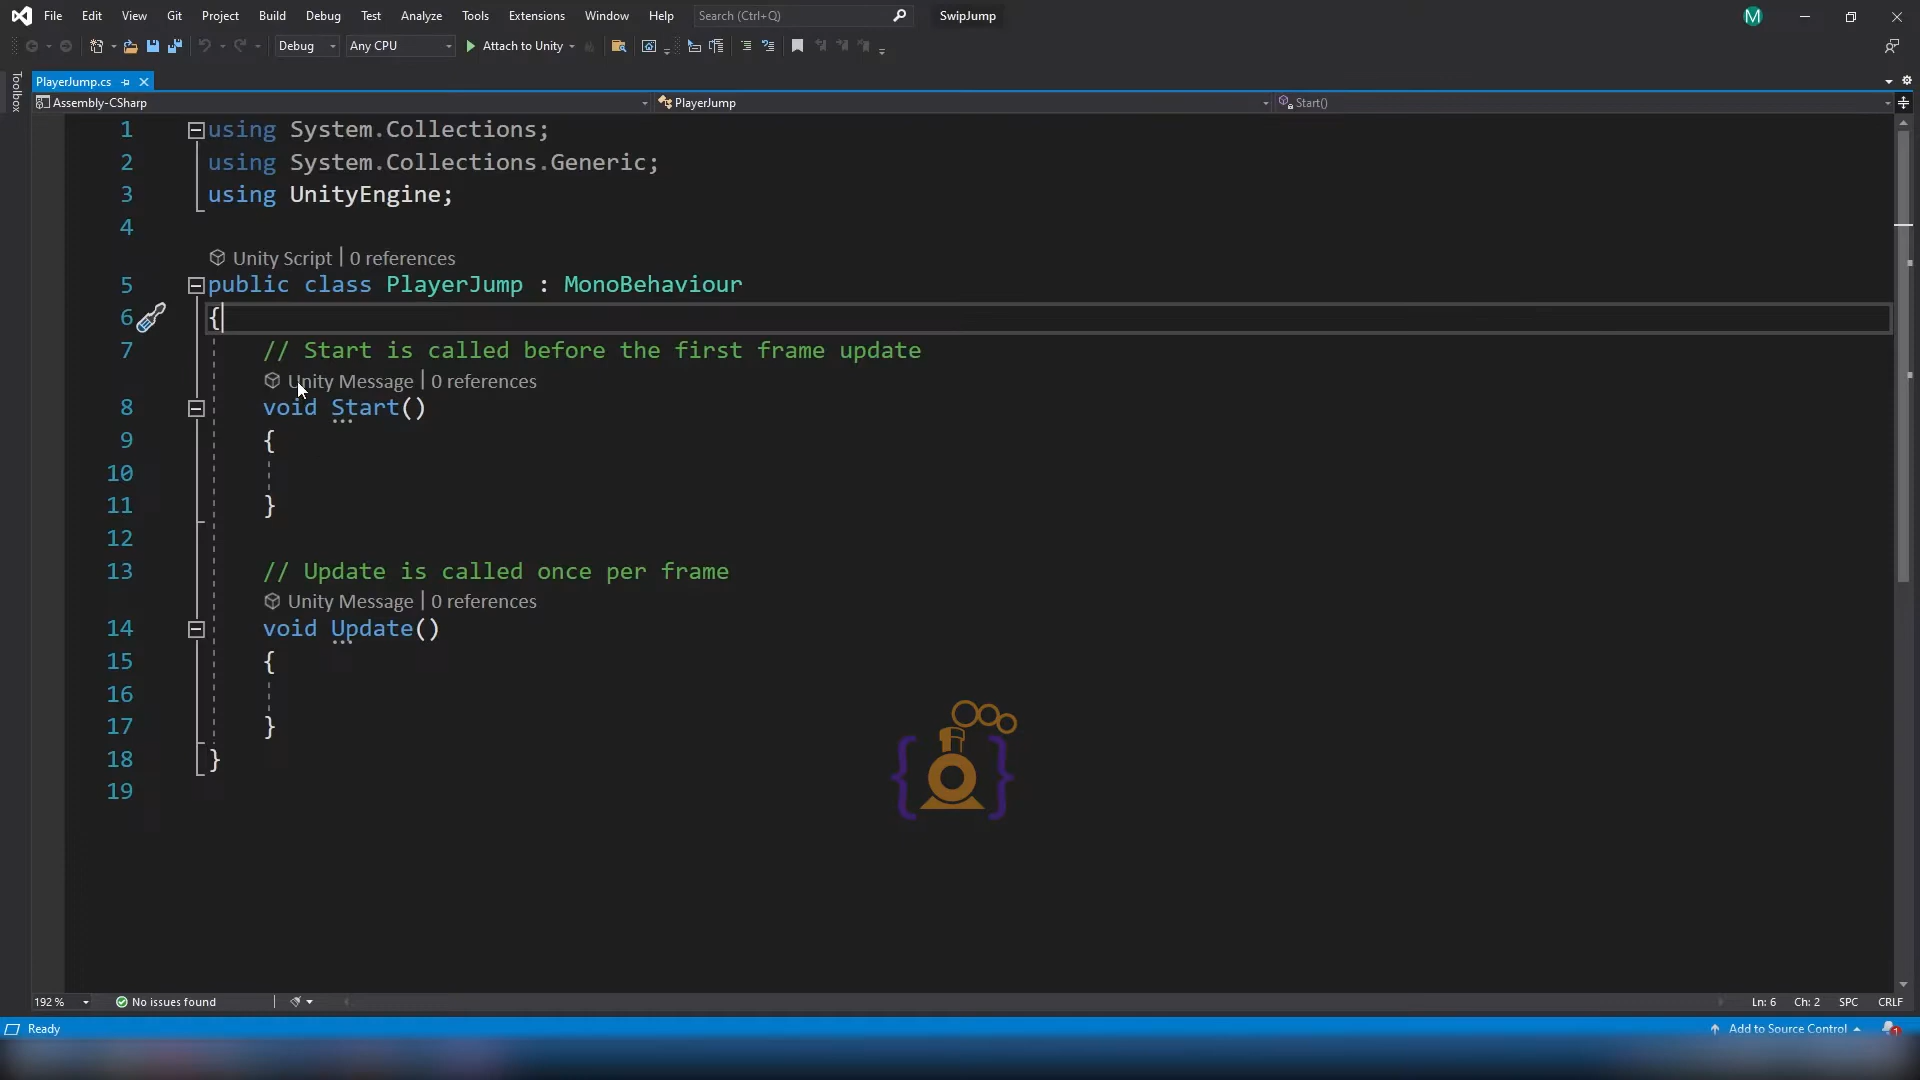 File Edit View Git Project Build Debug Test Analyze Tools Extensions Window Help Search (Ctrl+Q) SwipJump M
Debug Any CPU Attach to Unity
Toolbox
PlayerJump.cs
Assembly-CSharp PlayerJump Start()
1 using System.Collections;
2 using System.Collections.Generic;
3 using UnityEngine;
4
Unity Script | 0 references
5 public class PlayerJump : MonoBehaviour
6 {
7 // Start is called before the first frame update
Unity Message | 0 references
8 void Start()
9 {
10
11 }
12
13 // Update is called once per frame
Unity Message | 0 references
14 void Update()
15 {
16
17 }
18 }
19
192 % No issues found Ln: 6 Ch: 2 SPC CRLF
Ready Add to Source Control 1